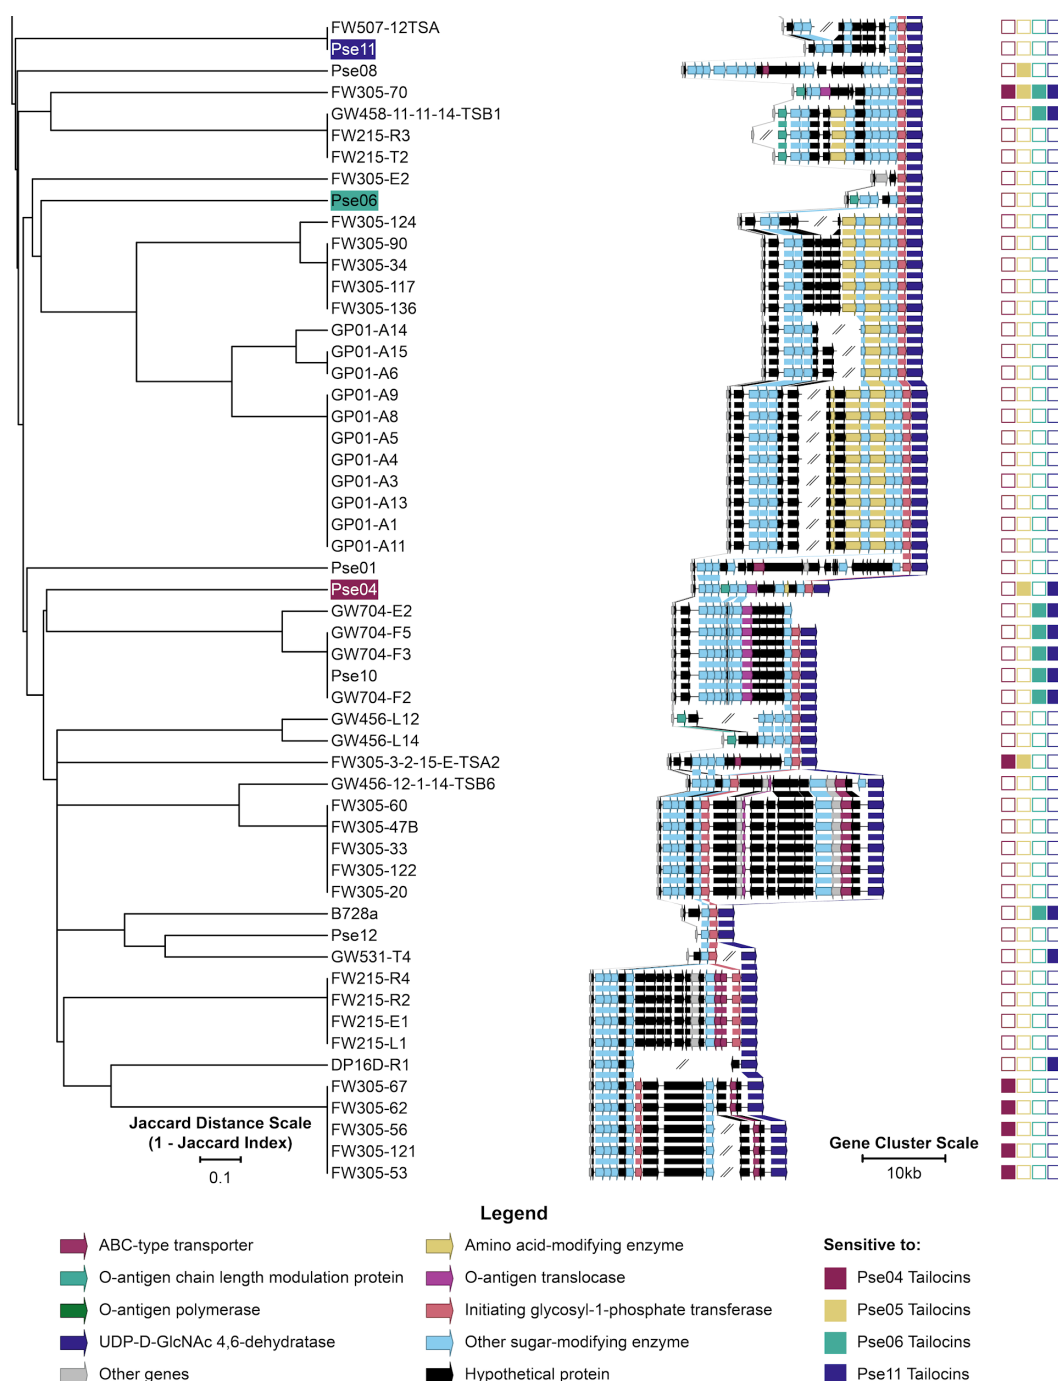 FW507-12TSA
Pse11
Pse08
FW305-70
GW458-11-11-14-TSB1
FW215-R3
FW215-T2
FW305-E2
Pse06
FW305-124
FW305-90
FW305-34
FW305-117
FW305-136
GP01-A14
GP01-A15
GP01-A6
GP01-A9
GP01-A8
GP01-A5
GP01-A4
GP01-A3
GP01-A13
GP01-A1
GP01-A11
Pse01
Pse04
GW704-E2
GW704-F5
GW704-F3
Pse10
GW704-F2
GW456-L12
GW456-L14
FW305-3-2-15-E-TSA2
GW456-12-1-14-TSB6
FW305-60
FW305-47B
FW305-33
FW305-122
FW305-20
B728a
Pse12
GW531-T4
FW215-R4
FW215-R2
FW215-E1
FW215-L1
DP16D-R1
FW305-67
FW305-62
FW305-56
FW305-121
FW305-53
Jaccard Distance Scale
(1 - Jaccard Index)
0.1
Gene Cluster Scale
10kb
Legend
ABC-type transporter
O-antigen chain length modulation protein
O-antigen polymerase
UDP-D-GlcNAc 4,6-dehydratase
Other genes
Amino acid-modifying enzyme
O-antigen translocase
Initiating glycosyl-1-phosphate transferase
Other sugar-modifying enzyme
Hypothetical protein
Sensitive to:
Pse04 Tailocins
Pse05 Tailocins
Pse06 Tailocins
Pse11 Tailocins